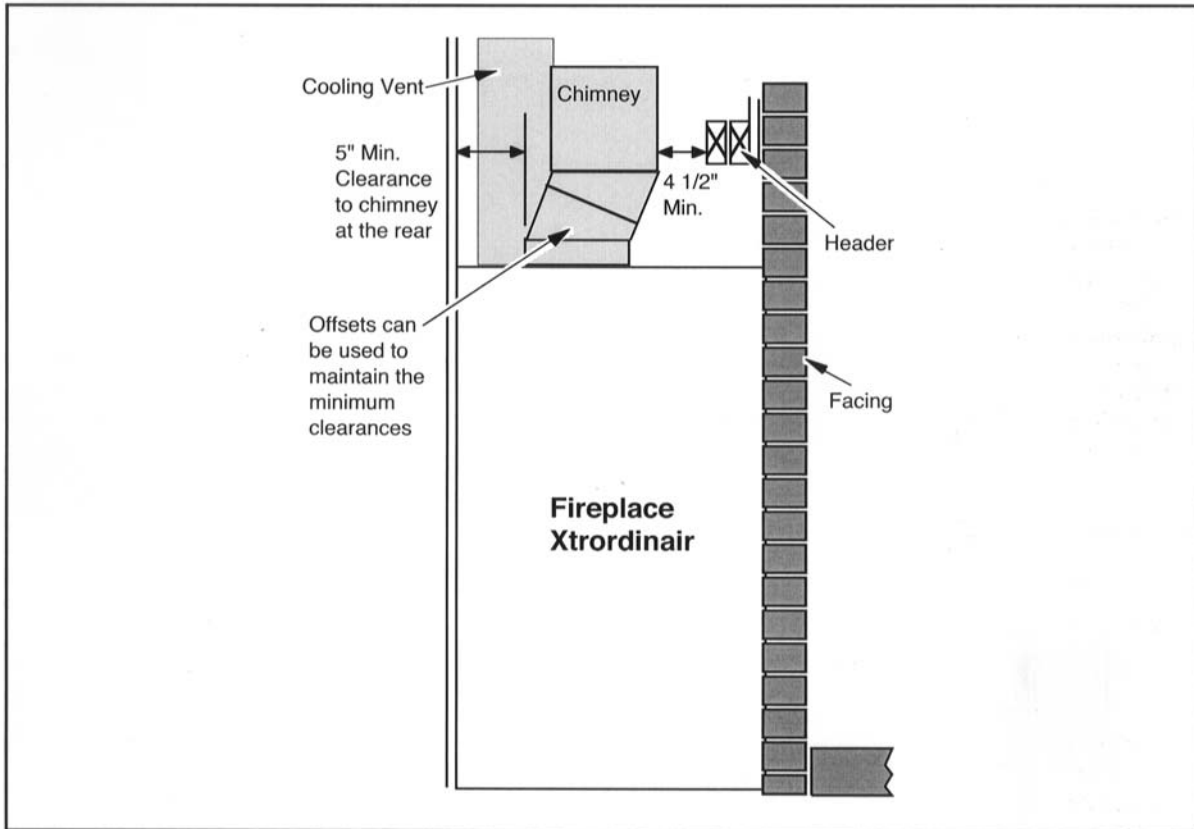 Cooling Vent
Chimney
5" Min.
Clearance
to chimney
at the rear
4 1/2"
Min.
Header
Offsets can
be used to
maintain the
minimum
clearances
Facing
Fireplace
Xtrordinair